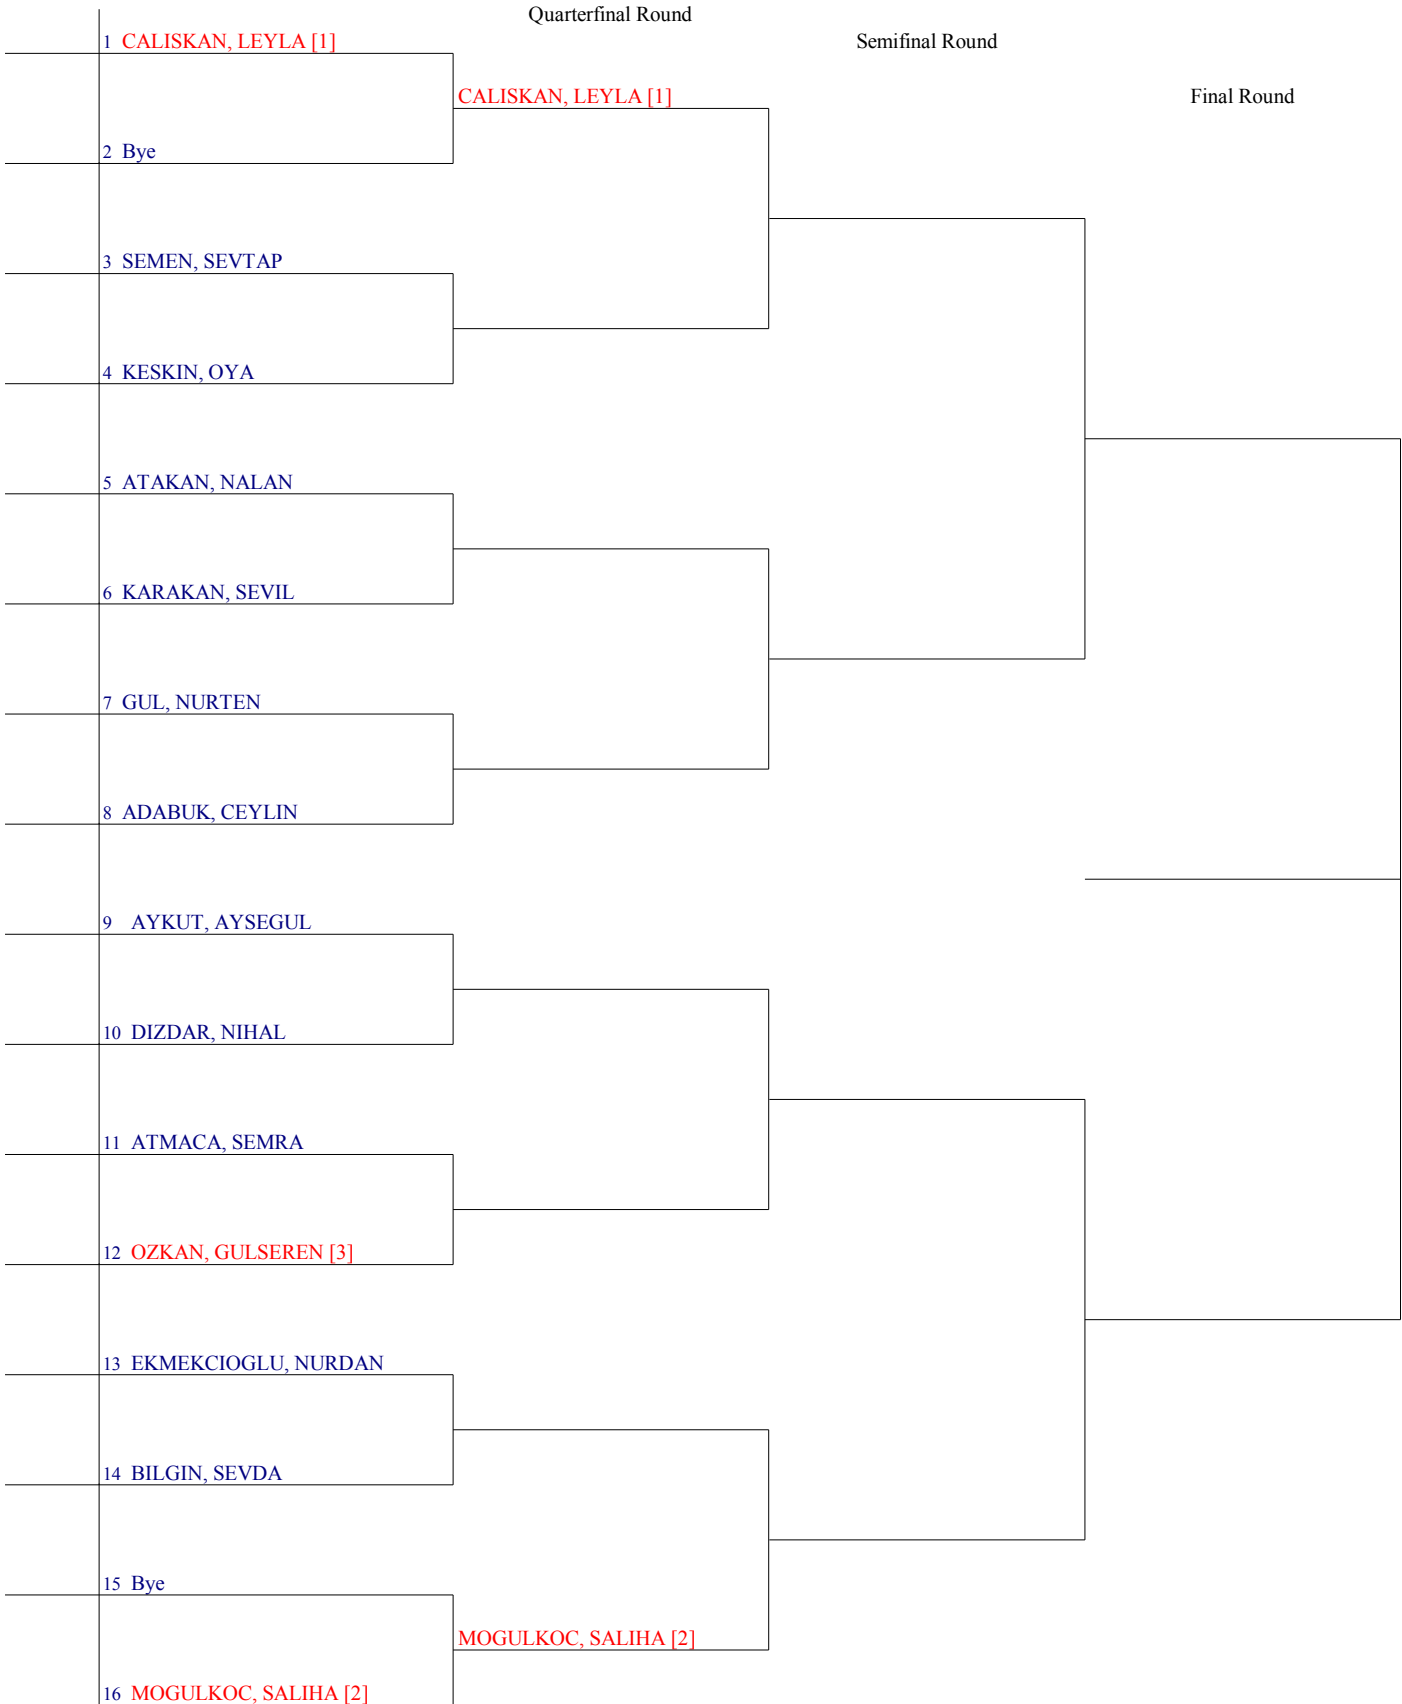 Quarterfinal Round
1 CALISKAN, LEYLA [1]
Semifinal Round
CALISKAN, LEYLA [1]
Final Round
2 Bye
3 SEMEN, SEVTAP
4 KESKIN, OYA
5 ATAKAN, NALAN
6 KARAKAN, SEVIL
7 GUL, NURTEN
8 ADABUK, CEYLIN
9 AYKUT, AYSEGUL
10 DIZDAR, NIHAL
11 ATMACA, SEMRA
12 OZKAN, GULSEREN [3]
13 EKMEKCIOGLU, NURDAN
14 BILGIN, SEVDA
15 Bye
MOGULKOC, SALIHA [2]
16 MOGULKOC, SALIHA [2]